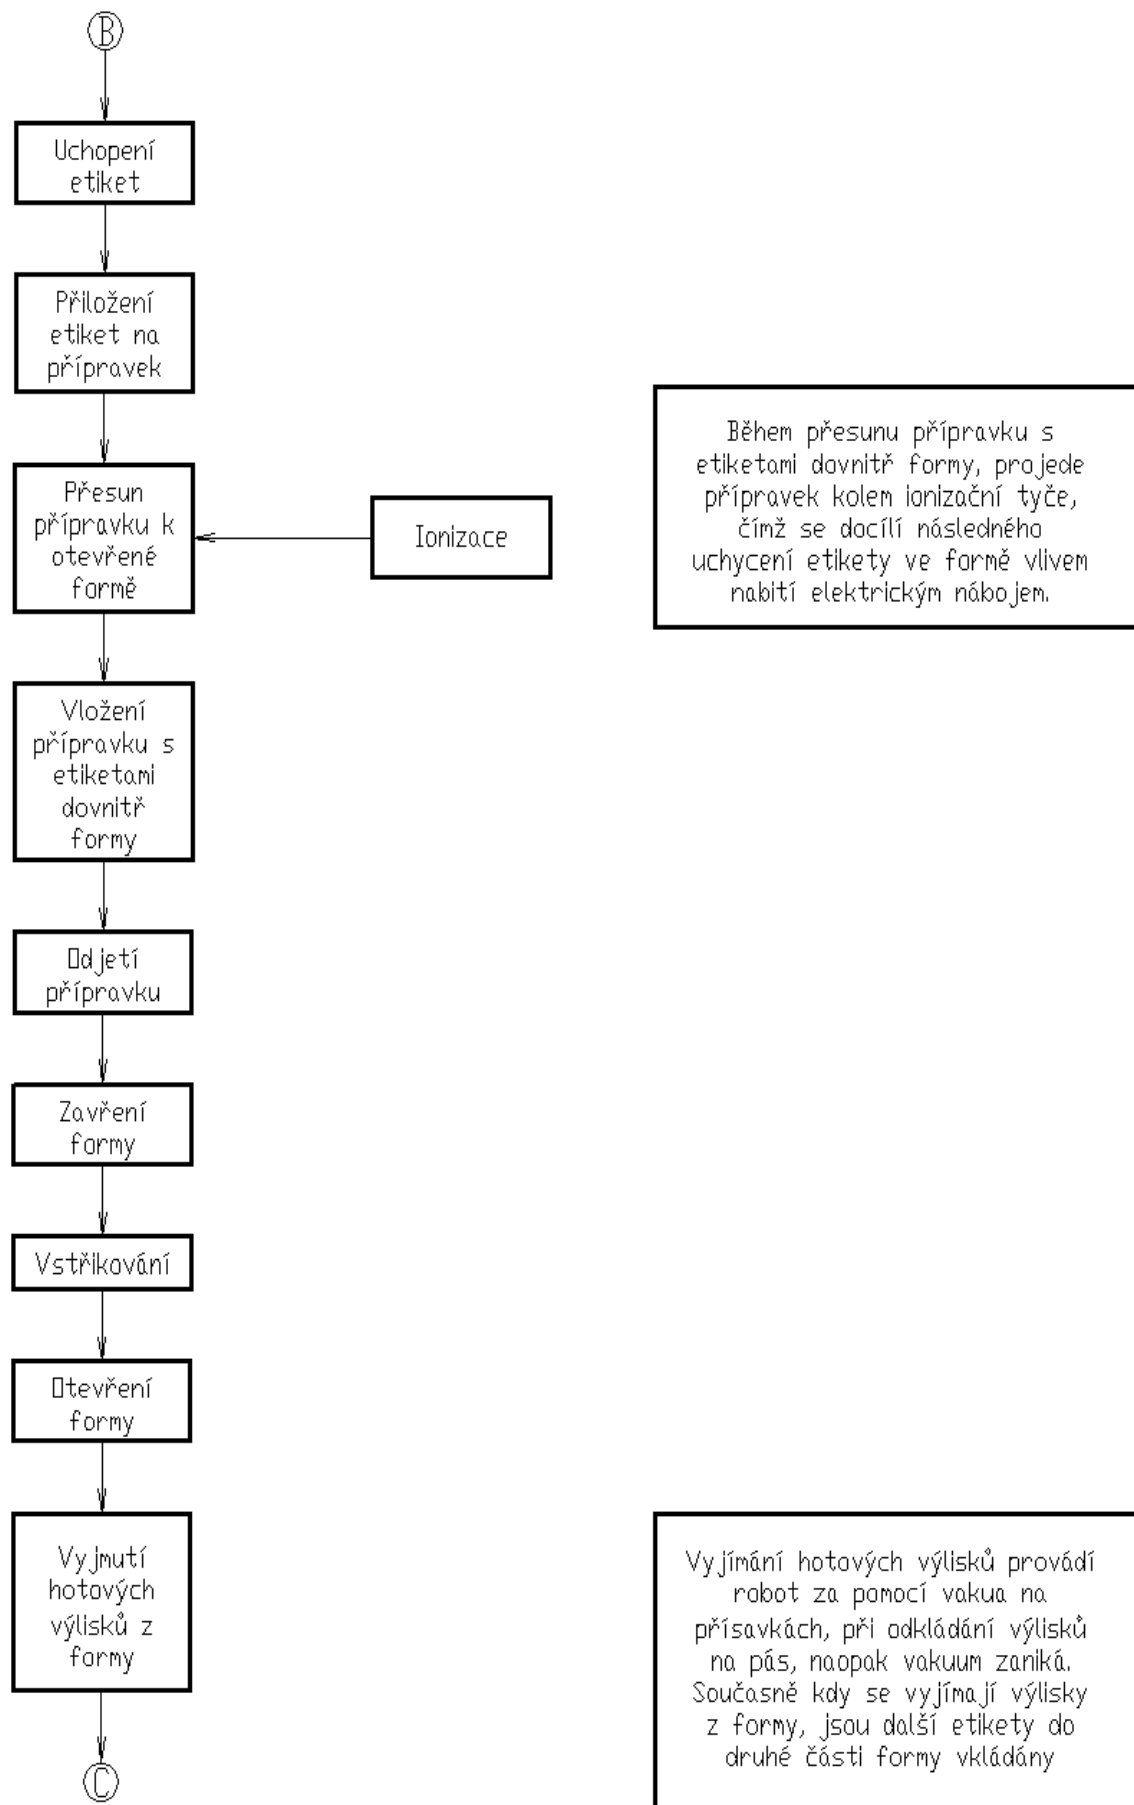 B
Uchopení
etiket
Přiložení
etiket na
přípravek
Přesun
přípravku k
otevřené
formě
Ionizace
Během přesunu přípravku s
etiketami dovnitř formy, projede
přípravek kolem ionizační tyče,
čímž se docílí následného
uchycení etikety ve formě vlivem
nabití elektrickým nábojem.
Vložení
přípravku s
etiketami
dovnitř
formy
Odjetí
přípravku
Zavření
formy
Vstřikování
Otevření
formy
Vyjmutí
hotových
výlisků z
formy
Vyjímání hotových výlisků provádí
robot za pomocí vakua na
přísavkách, při odkládání výlisků
na pás, naopak vakuum zaniká.
Současně kdy se vyjímají výlisky
z formy, jsou další etikety do
druhé části formy vkládány
C